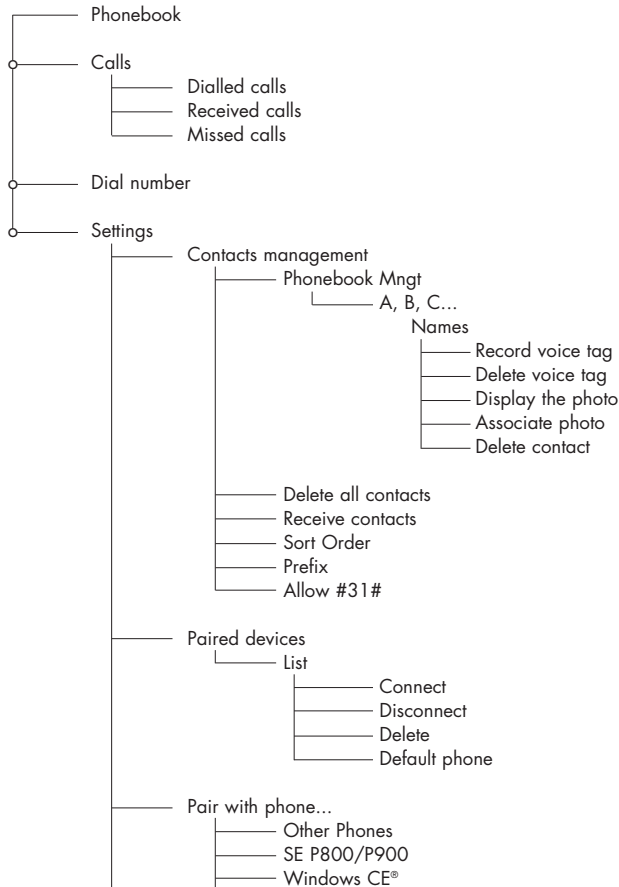 Phonebook
Calls
Dialled calls
Received calls
Missed calls
Dial number
Settings
Contacts management
Phonebook Mngt
A, B, C...
Names
Record voice tag
Delete voice tag
Display the photo
Associate photo
Delete contact
Delete all contacts
Receive contacts
Sort Order
Prefix
Allow #31#
Paired devices
List
Connect
Disconnect
Delete
Default phone
Pair with phone...
Other Phones
SE P800/P900
Windows CE®